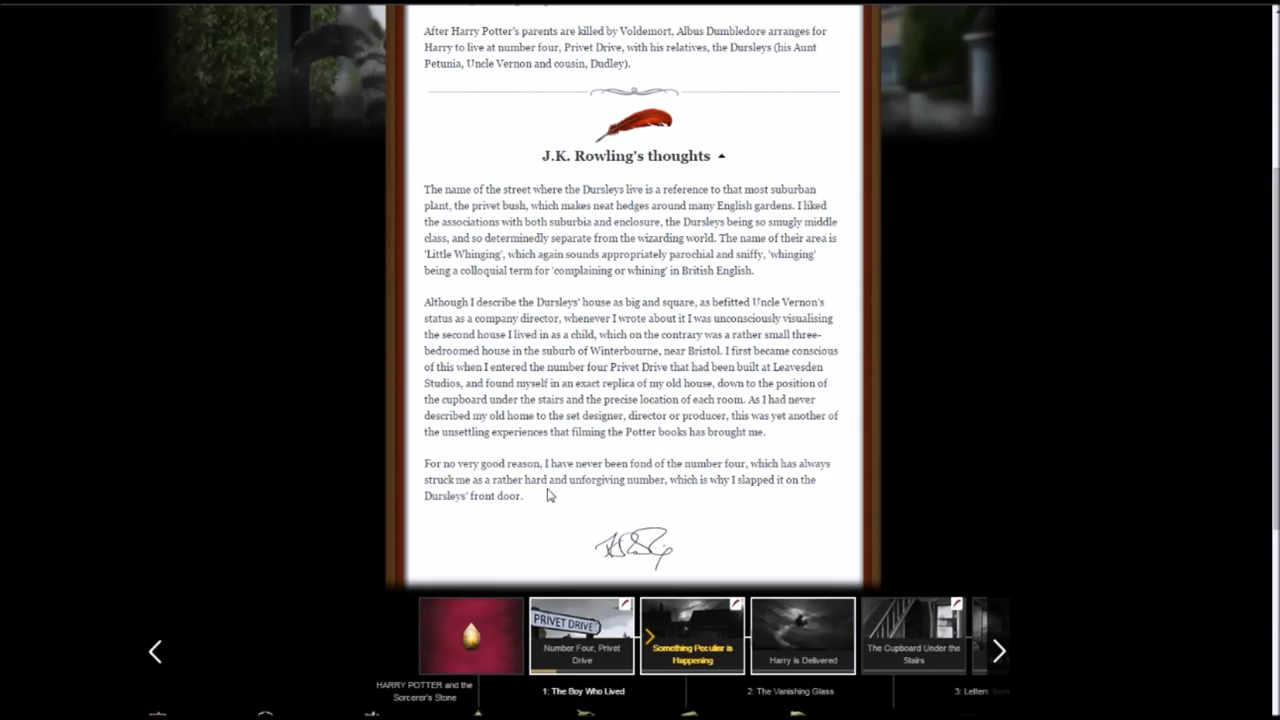 After Harry Potter's parents are killed by Voldemort, Albus Dumbledore arranges for
Harry to live at number four, Privet Drive, with his relatives, the Dursleys (his Aunt
Petunia, Uncle Vernon and cousin, Dudley).
J.K. Rowling's thoughts
The name of the street where the Dursleys live is a reference to that most suburban
plant, the privet bush, which makes neat hedges around many English gardens. I liked
the associations with both suburbia and enclosure, the Dursleys being so smugly middle
class, and so determinedly separate from the wizarding world. The name of their area is
'Little Whinging', which again sounds appropriately parochial and sniffy, 'whinging'
being a colloquial term for 'complaining or whining' in British English.
Although I describe the Dursleys' house as big and square, as befitted Uncle Vernon's
status as a company director, whenever I wrote about it I was unconsciously visualising
the second house I lived in as a child, which on the contrary was a rather small three-
bedroomed house in the suburb of Winterbourne, near Bristol. I first became conscious
of this when I entered the number four Privet Drive that had been built at Leavesden
Studios, and found myself in an exact replica of my old house, down to the position of
the cupboard under the stairs and the precise location of each room. As I had never
described my old home to the set designer, director or producer, this was yet another of
the unsettling experiences that filming the Potter books has brought me.
For no very good reason, I have never been fond of the number four, which has always
struck me as a rather hard and unforgiving number, which is why I slapped it on the
Dursleys' front door.
PRIVET DRIVE
Number Four, Privet
Drive
Something Peculiar is
Happening
Harry is Delivered
The Cupboard Under the
Stairs
HARRY POTTER and the
Sorcerer's Stone
1: The Boy Who Lived
2: The Vanishing Glass
3: Letters